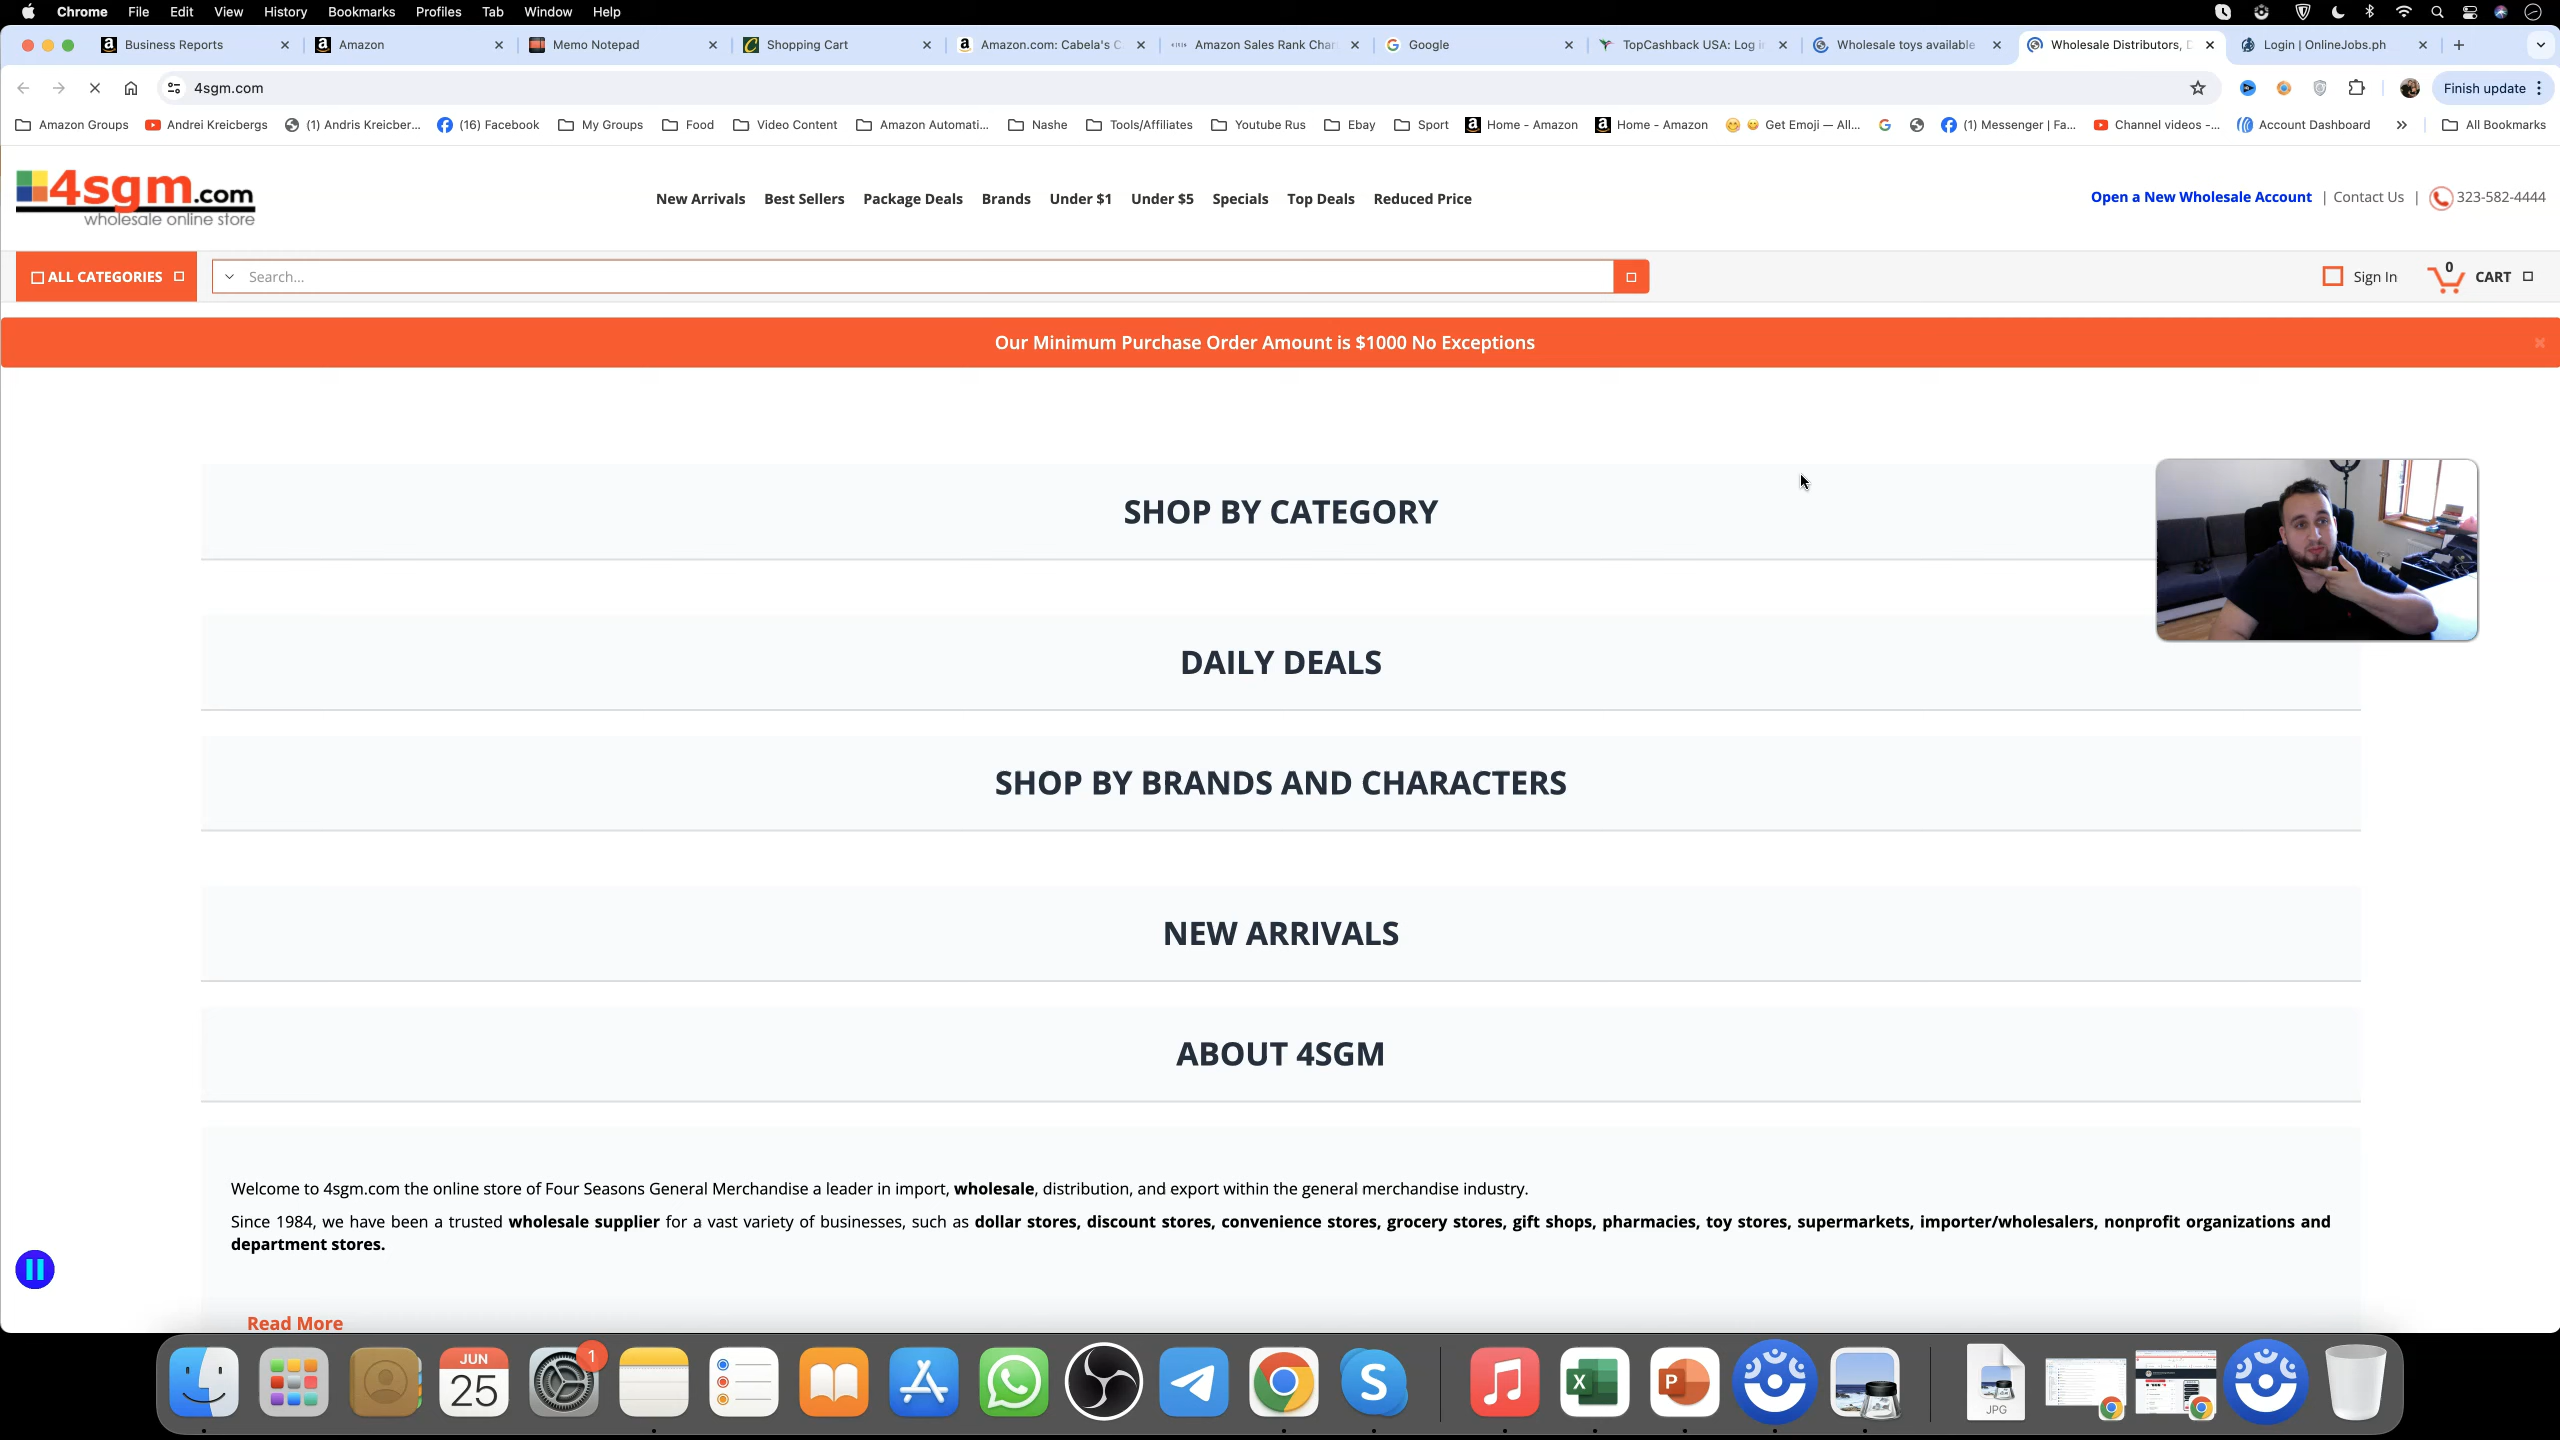 Chrome File Edit View History Bookmarks Profiles Tab Window Help
Business Reports Amazon Memo Notepad Shopping Cart Amazon.com: Cabela's C Amazon Sales Rank Char Google TopCashback USA: Log i Wholesale toys available Wholesale Distributors, D Login | OnlineJobs.ph
4sgm.com Finish update
Amazon Groups Andrei Kreicbergs (1) Andris Kreicber... (16) Facebook My Groups Food Video Content Amazon Automati... Nashe Tools/Affiliates Youtube Rus Ebay Sport Home - Amazon Home - Amazon Get Emoji — All... (1) Messenger | Fa... Channel videos -... Account Dashboard » All Bookmarks
4sgm.com
wholesale online store
New Arrivals Best Sellers Package Deals Brands Under $1 Under $5 Specials Top Deals Reduced Price
Open a New Wholesale Account | Contact Us | 323-582-4444
ALL CATEGORIES Search... Sign In 0 CART
Our Minimum Purchase Order Amount is $1000 No Exceptions
SHOP BY CATEGORY
DAILY DEALS
SHOP BY BRANDS AND CHARACTERS
NEW ARRIVALS
ABOUT 4SGM
Welcome to 4sgm.com the online store of Four Seasons General Merchandise a leader in import, wholesale, distribution, and export within the general merchandise industry.
Since 1984, we have been a trusted wholesale supplier for a vast variety of businesses, such as dollar stores, discount stores, convenience stores, grocery stores, gift shops, pharmacies, toy stores, supermarkets, importer/wholesalers, nonprofit organizations and
department stores.
Read More
JUN
25
1
X
P
S
JPG